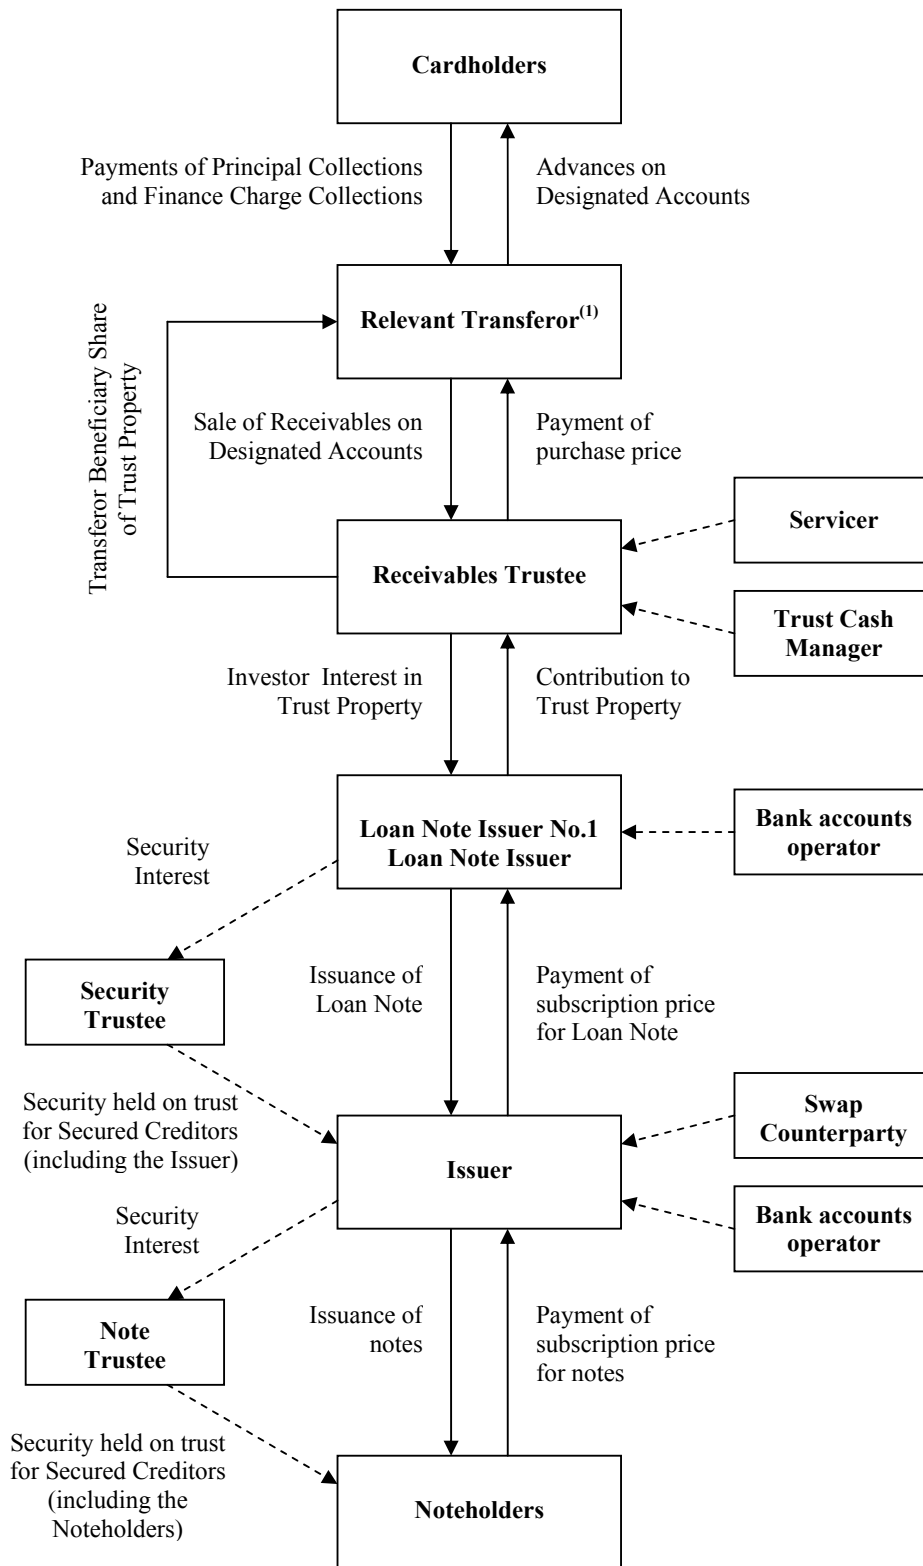 Cardholders
Payments of Principal Collections
and Finance Charge Collections
Advances on
Designated Accounts
Relevant Transferor(1)
Transferor Beneficiary Share
of Trust Property
Sale of Receivables on
Designated Accounts
Payment of
purchase price
Servicer
Receivables Trustee
Trust Cash
Manager
Investor Interest in
Trust Property
Contribution to
Trust Property
Loan Note Issuer No.1
Loan Note Issuer
Bank accounts
operator
Security
Interest
Security
Trustee
Issuance of
Loan Note
Payment of
subscription price
for Loan Note
Security held on trust
for Secured Creditors
(including the Issuer)
Swap
Counterparty
Issuer
Bank accounts
operator
Security
Interest
Note
Trustee
Issuance of
notes
Payment of
subscription price
for notes
Security held on trust
for Secured Creditors
(including the
Noteholders)
Noteholders